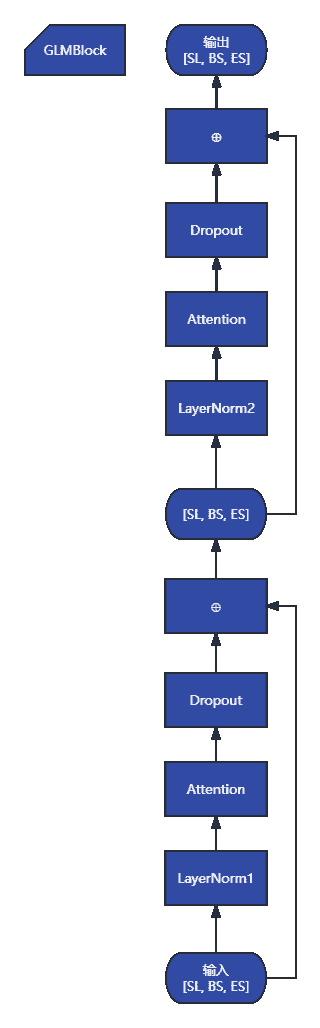 GLMBlock
输出
[SL, BS, ES]
⊕
Dropout
Attention
LayerNorm2
[SL, BS, ES]
⊕
Dropout
Attention
LayerNorm1
输入
[SL, BS, ES]